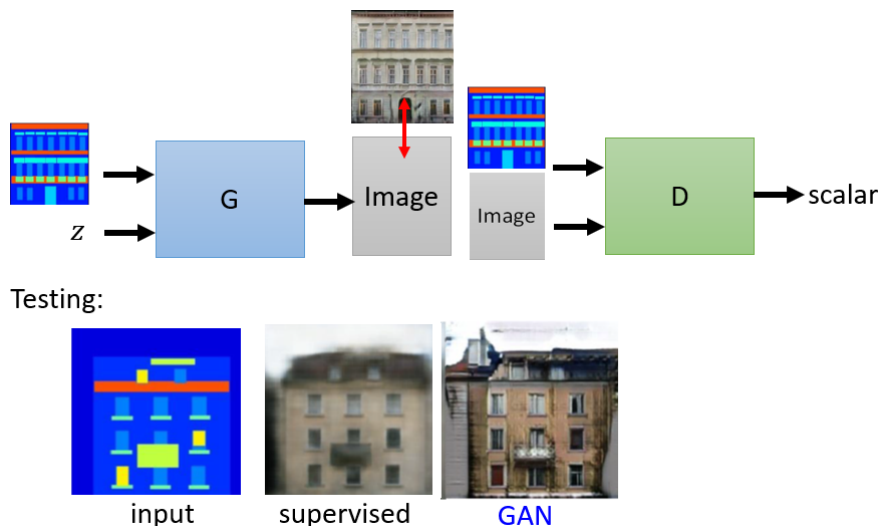 G
Image
z
Image
D
scalar
Testing:
input
supervised
GAN